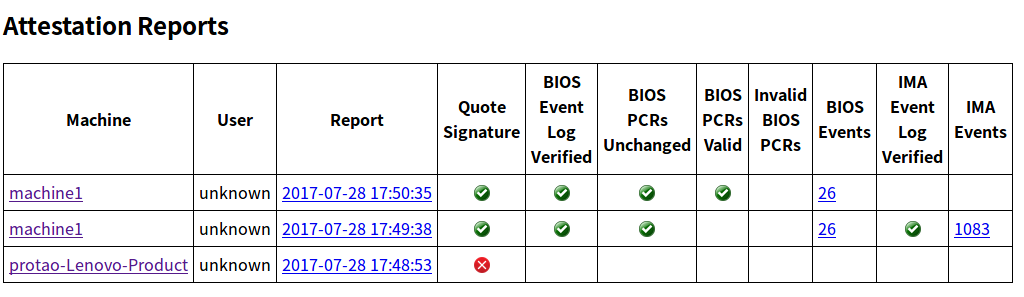 Attestation Reports
Machine User Report Quote Signature BIOS Event Log Verified BIOS PCRs Unchanged BIOS PCRs Valid Invalid BIOS PCRs BIOS Events IMA Event Log Verified IMA Events
machine1 unknown 2017-07-28 17:50:35 26
machine1 unknown 2017-07-28 17:49:38 26 1083
protao-Lenovo-Product unknown 2017-07-28 17:48:53